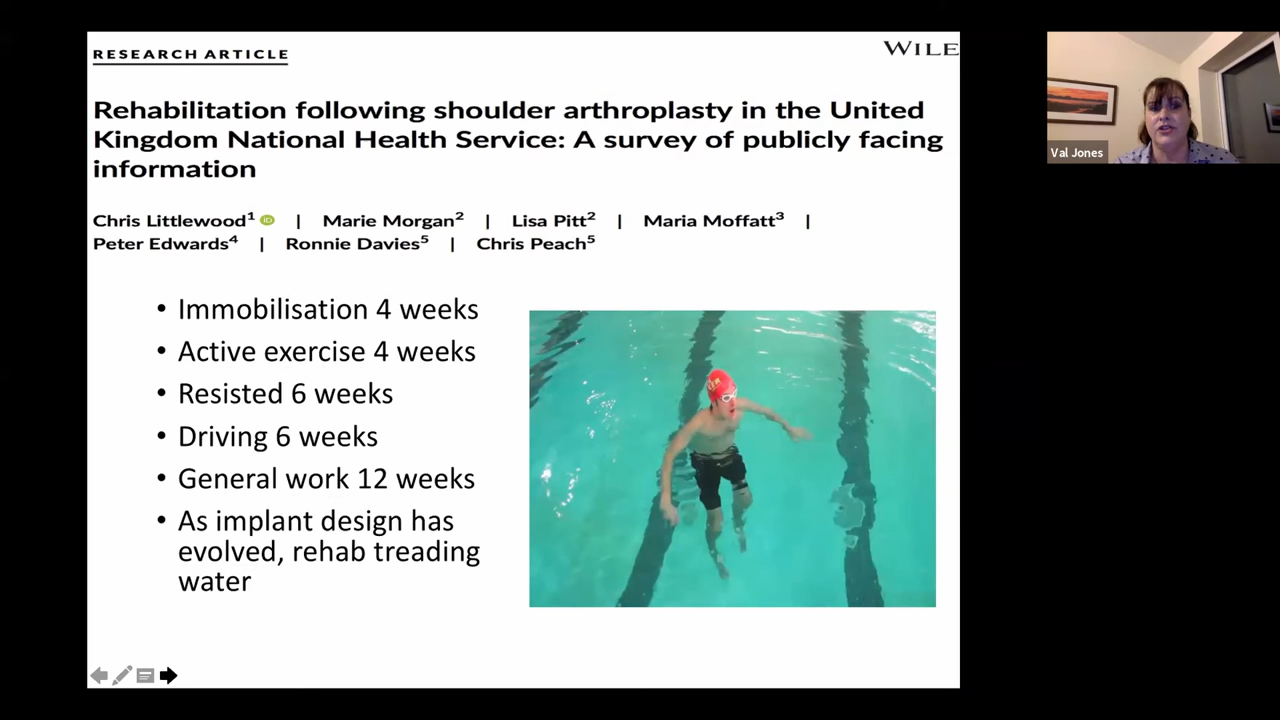 RESEARCH ARTICLE
WILE
Rehabilitation following shoulder arthroplasty in the United
Kingdom National Health Service: A survey of publicly facing
information
Chris Littlewood1 iD | Marie Morgan2 | Lisa Pitt2 | Maria Moffatt3 |
Peter Edwards4 | Ronnie Davies5 | Chris Peach5
• Immobilisation 4 weeks
• Active exercise 4 weeks
• Resisted 6 weeks
• Driving 6 weeks
• General work 12 weeks
• As implant design has
evolved, rehab treading
water
Val Jones